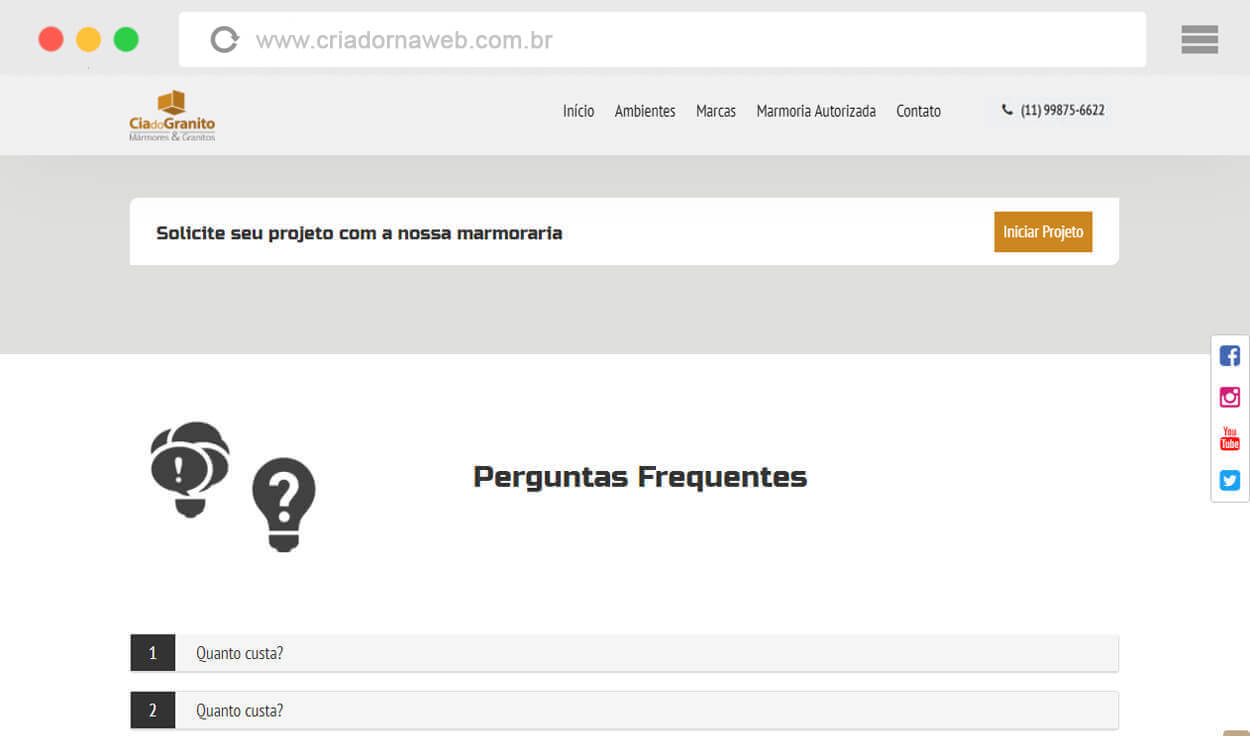 www.criadornaweb.com.br
CiadoGranito
Mármores & Granitos
Início Ambientes Marcas Marmoria Autorizada Contato (11) 99875-6622
Solicite seu projeto com a nossa marmoraria
Iniciar Projeto
You
Tube
Perguntas Frequentes
1 Quanto custa?
2 Quanto custa?